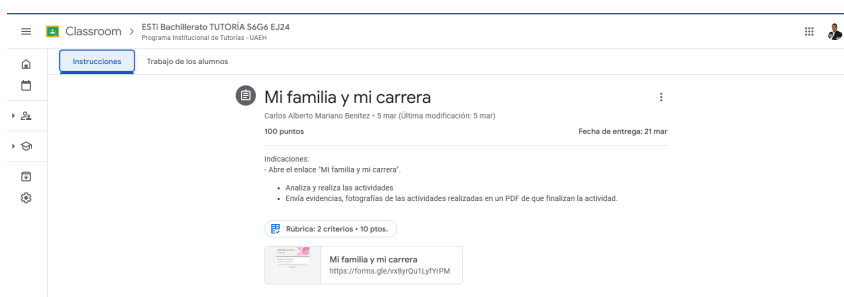 Classroom > ESTi Bachillerato TUTORÍA S6G6 EJ24
Programa Institucional de Tutorías - UAEH
Instrucciones Trabajo de los alumnos
Mi familia y mi carrera
Carlos Alberto Mariano Benitez • 5 mar (Última modificación: 5 mar)
100 puntos Fecha de entrega: 21 mar
Indicaciones:
- Abre el enlace "Mi familia y mi carrera".
• Analiza y realiza las actividades
• Envía evidencias, fotografías de las actividades realizadas en un PDF de que finalizan la actividad.
Rúbrica: 2 criterios • 10 ptos.
Mi familia y mi carrera
https://forms.gle/vx8yrQu1LyfYrPM